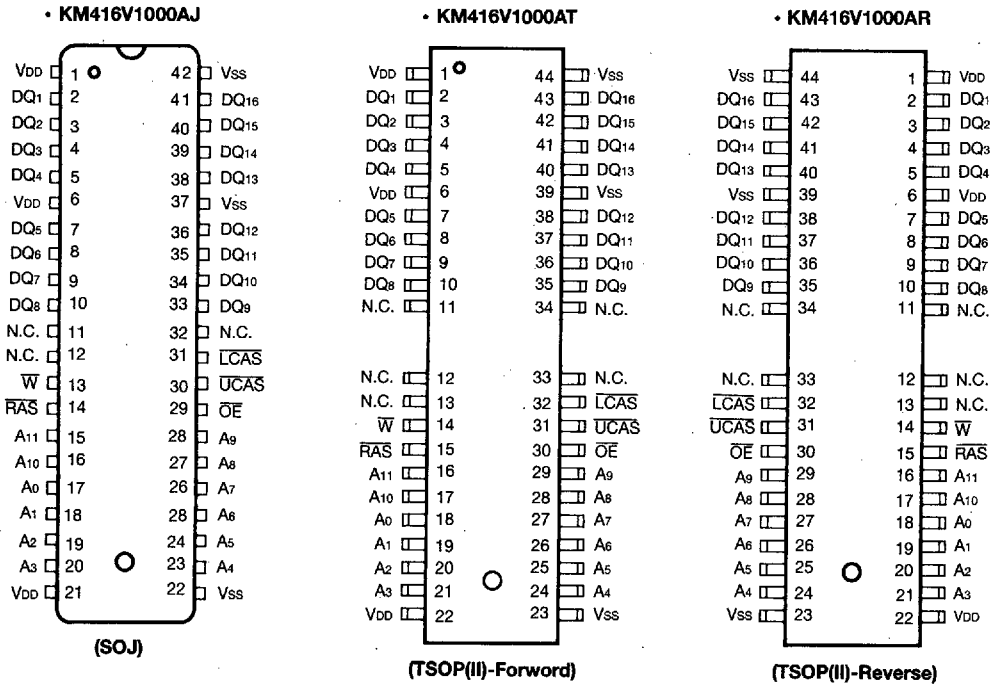 • KM416V1000AJ
VDD 1 42 VSS
DQ1 2 41 DQ16
DQ2 3 40 DQ15
DQ3 4 39 DQ14
DQ4 5 38 DQ13
VDD 6 37 VSS
DQ5 7 36 DQ12
DQ6 8 35 DQ11
DQ7 9 34 DQ10
DQ8 10 33 DQ9
N.C. 11 32 N.C.
N.C. 12 31 L̅C̅A̅S̅
W̅ 13 30 U̅C̅A̅S̅
R̅A̅S̅ 14 29 O̅E̅
A11 15 28 A9
A10 16 27 A8
A0 17 26 A7
A1 18 28 A6
A2 19 24 A5
A3 20 23 A4
VDD 21 22 VSS
(SOJ)
• KM416V1000AT
VDD 1 44 VSS
DQ1 2 43 DQ16
DQ2 3 42 DQ15
DQ3 4 41 DQ14
DQ4 5 40 DQ13
VDD 6 39 VSS
DQ5 7 38 DQ12
DQ6 8 37 DQ11
DQ7 9 36 DQ10
DQ8 10 35 DQ9
N.C. 11 34 N.C.
N.C. 12 33 N.C.
N.C. 13 32 L̅C̅A̅S̅
W̅ 14 31 U̅C̅A̅S̅
R̅A̅S̅ 15 30 O̅E̅
A11 16 29 A9
A10 17 28 A8
A0 18 27 A7
A1 19 26 A6
A2 20 25 A5
A3 21 24 A4
VDD 22 23 VSS
(TSOP(II)-Forword)
• KM416V1000AR
VSS 44 1 VDD
DQ16 43 2 DQ1
DQ15 42 3 DQ2
DQ14 41 4 DQ3
DQ13 40 5 DQ4
VSS 39 6 VDD
DQ12 38 7 DQ5
DQ11 37 8 DQ6
DQ10 36 9 DQ7
DQ9 35 10 DQ8
N.C. 34 11 N.C.
N.C. 33 12 N.C.
L̅C̅A̅S̅ 32 13 N.C.
U̅C̅A̅S̅ 31 14 W̅
O̅E̅ 30 15 R̅A̅S̅
A9 29 16 A11
A8 28 17 A10
A7 27 18 A0
A6 26 19 A1
A5 25 20 A2
A4 24 21 A3
VSS 23 22 VDD
(TSOP(II)-Reverse)